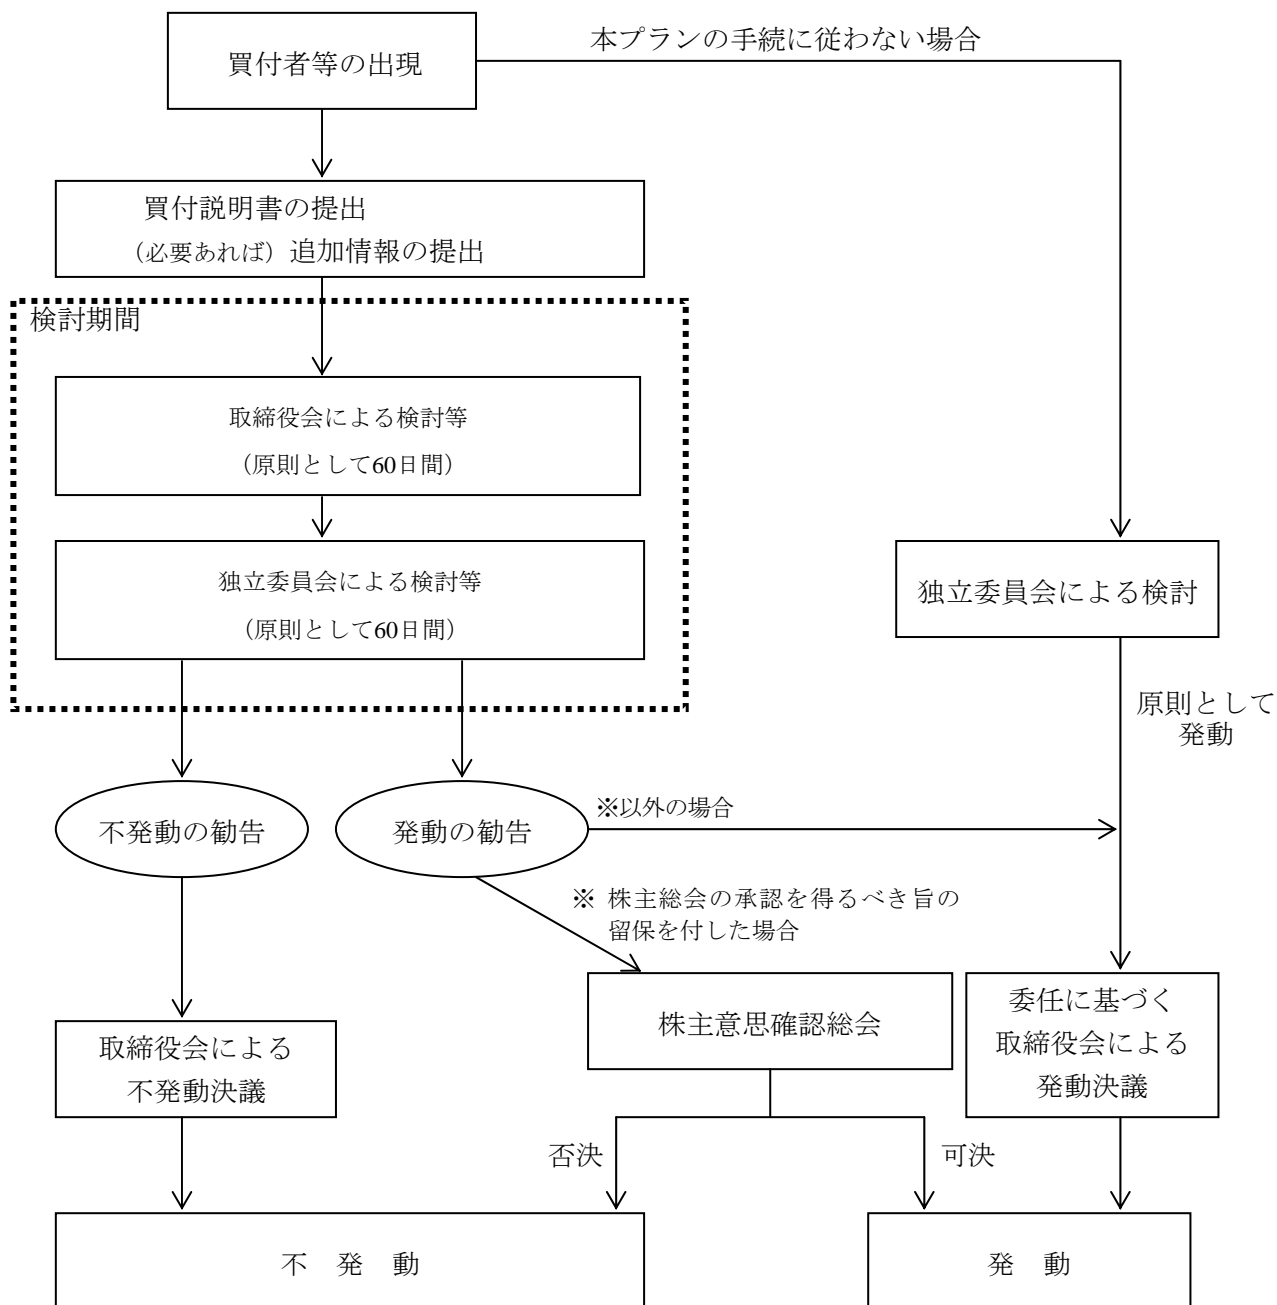 買付者等の出現
本プランの手続に従わない場合
買付説明書の提出
（必要あれば）追加情報の提出
検討期間
取締役会による検討等
（原則として60日間）
独立委員会による検討等
（原則として60日間）
独立委員会による検討
原則として
発動
不発動の勧告
発動の勧告
※以外の場合
※ 株主総会の承認を得るべき旨の
留保を付した場合
取締役会による
不発動決議
株主意思確認総会
委任に基づく
取締役会による
発動決議
否決
可決
不 発 動
発 動